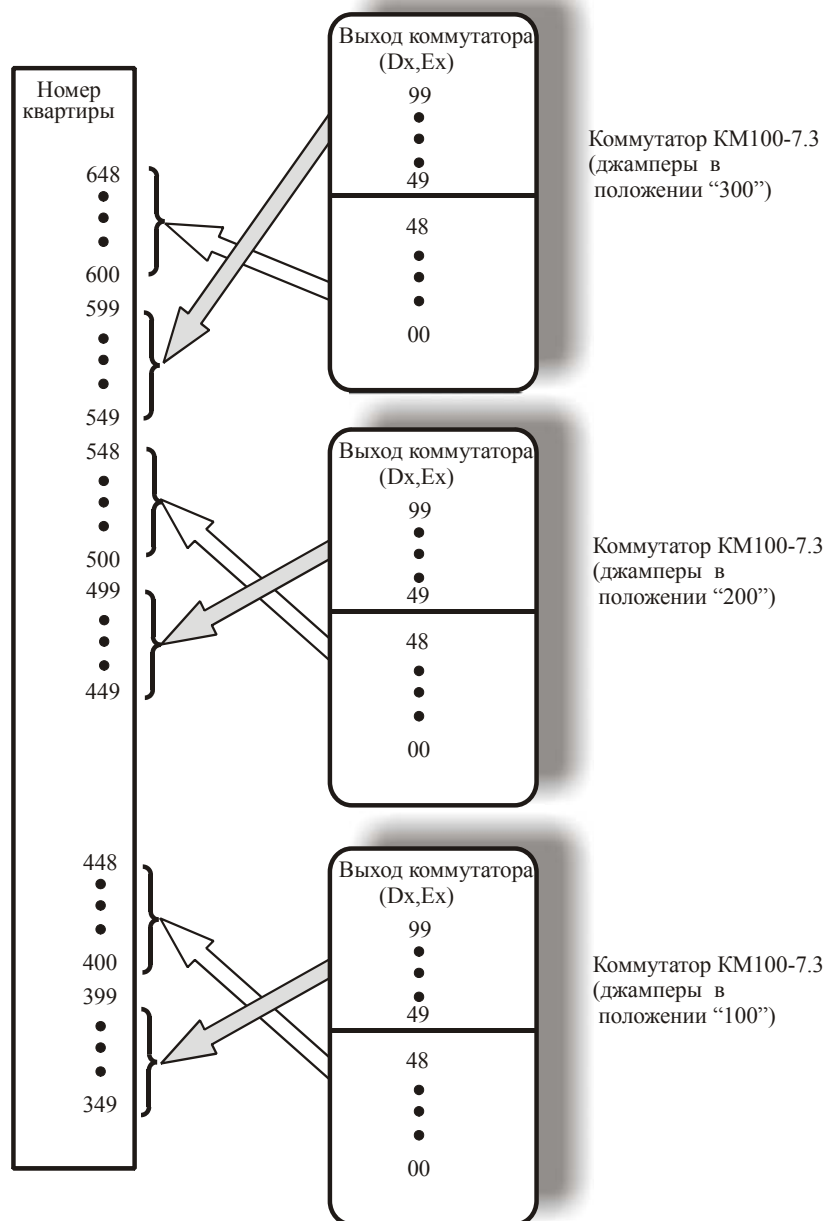 Номер
квартиры
648
600
599
549
548
500
499
449
448
400
399
349
Выход коммутатора
(Dx,Ex)
99
49
48
00
Коммутатор КМ100-7.3
(джамперы в
положении “300”)
Выход коммутатора
(Dx,Ex)
99
49
48
00
Коммутатор КМ100-7.3
(джамперы в
положении “200”)
Выход коммутатора
(Dx,Ex)
99
49
48
00
Коммутатор КМ100-7.3
(джамперы в
положении “100”)